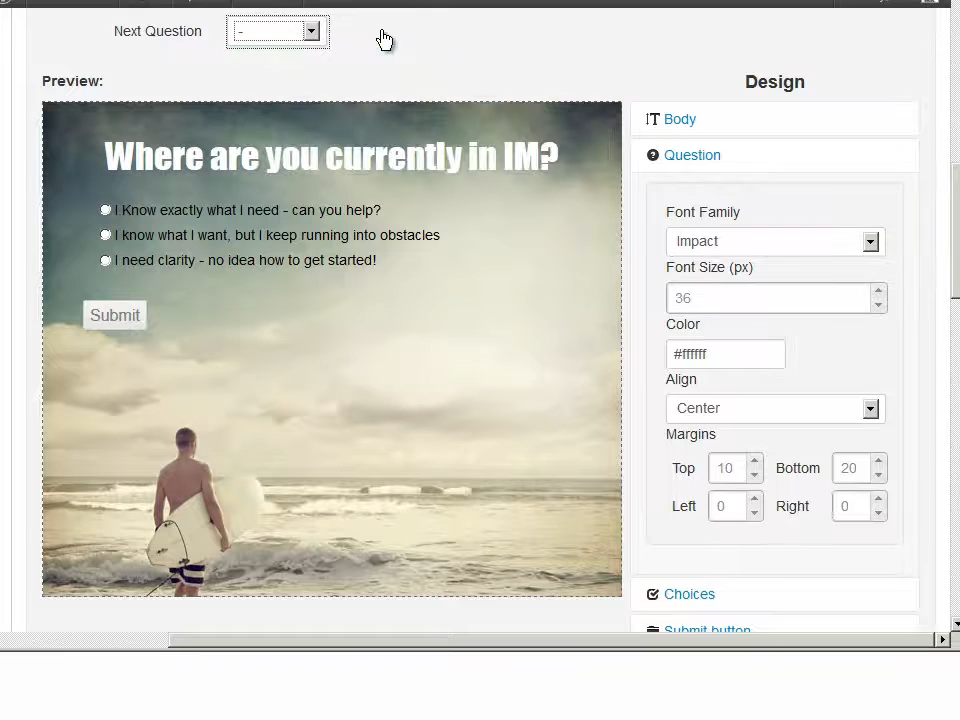 Next Question
-
Preview:
Design
Where are you currently in IM?
I Know exactly what I need - can you help?
I know what I want, but I keep running into obstacles
I need clarity - no idea how to get started!
Submit
Body
Question
Font Family
Impact
Font Size (px)
36
Color
#ffffff
Align
Center
Margins
Top 10 Bottom 20
Left 0 Right 0
Choices
Submit button